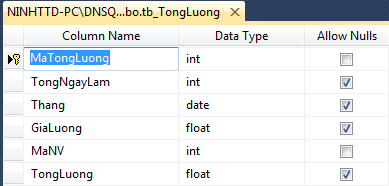 NINHTTD-PC\DNSQ...bo.tb_TongLuong
Column Name Data Type Allow Nulls
MaTongLuong int
TongNgayLam int
Thang date
GiaLuong float
MaNV int
TongLuong float